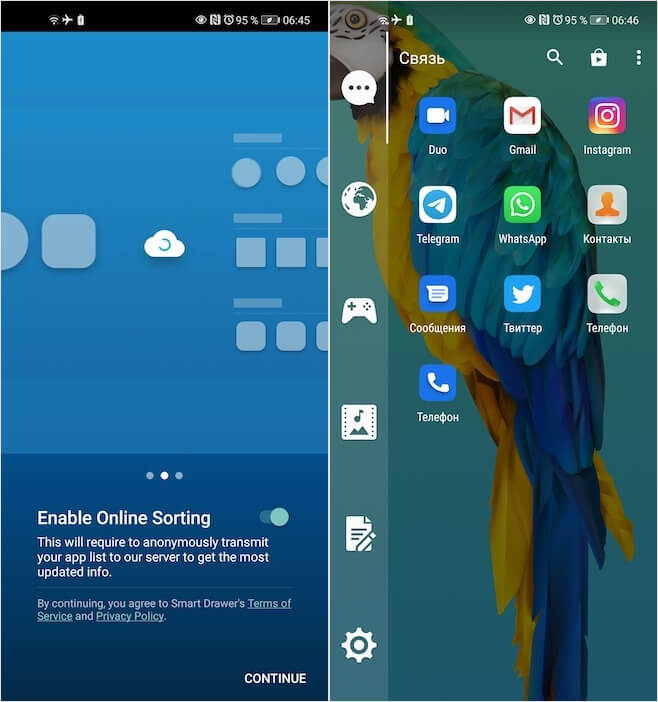 95 % 06:45
Enable Online Sorting
This will require to anonymously transmit
your app list to our server to get the most
updated info.
By continuing, you agree to Smart Drawer's Terms of
Service and Privacy Policy.
CONTINUE
95 % 06:46
Связь
Duo Gmail Instagram
Telegram WhatsApp Контакты
Сообщения Твиттер Телефон
Телефон